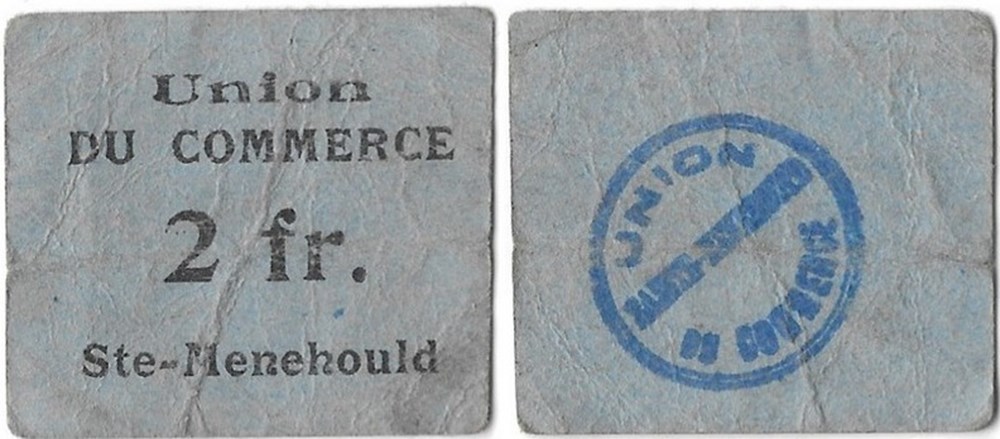 Union
DU COMMERCE
2 fr.
Ste-Menehould
UNION
DU COMMERCE